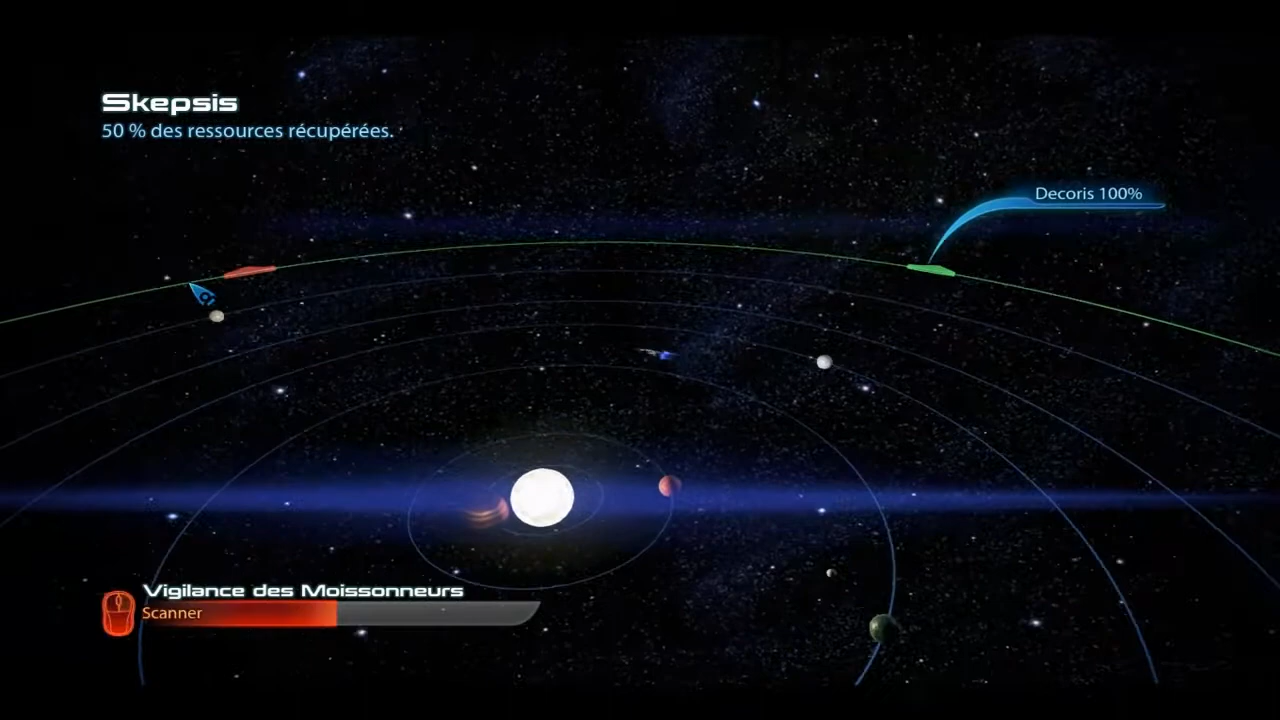 Skepsis
50 % des ressources récupérées.
Decoris 100%
Vigilance des Moissonneurs
Scanner